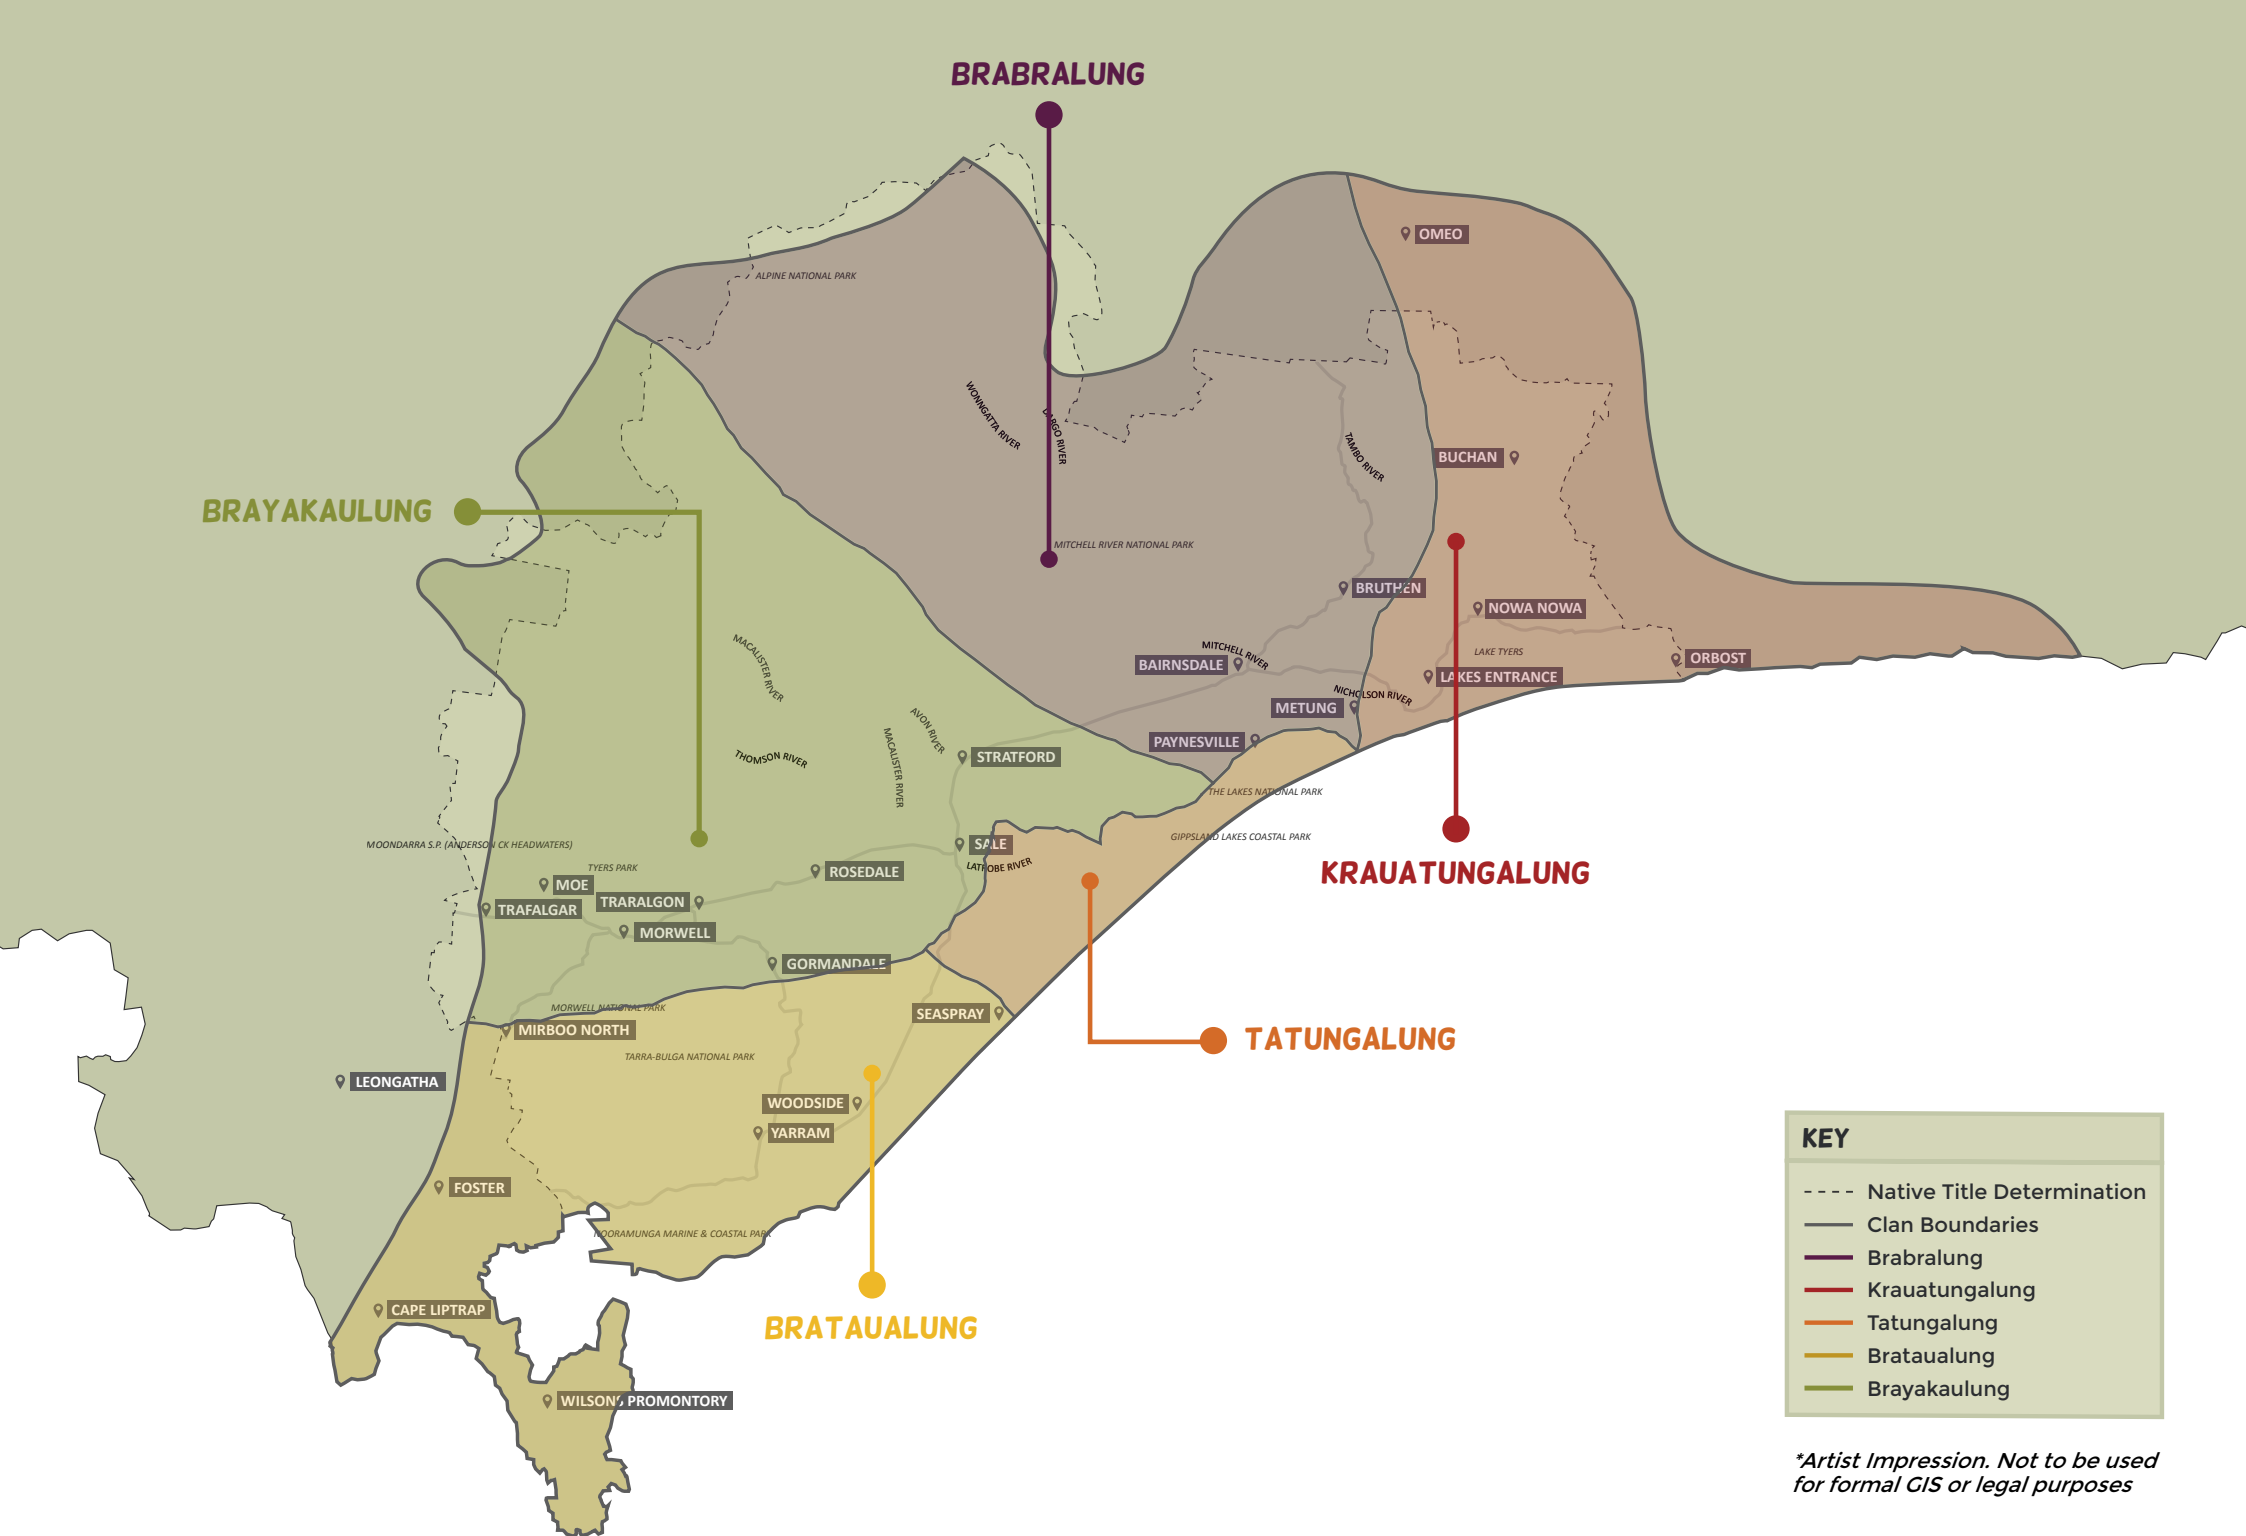 BRABRALUNG
OMEO
ALPINE NATIONAL PARK
WONNGATTA RIVER
DARGO RIVER
TAMBO RIVER
BUCHAN
BRAYAKAULUNG
MITCHELL RIVER NATIONAL PARK
BRUTHEN
NOWA NOWA
MACALISTER RIVER
MITCHELL RIVER
BAIRNSDALE
LAKE TYERS
ORBOST
LAKES ENTRANCE
NICHOLSON RIVER
METUNG
AVON RIVER
PAYNESVILLE
THOMSON RIVER
MACALISTER RIVER
STRATFORD
THE LAKES NATIONAL PARK
GIPPSLAND LAKES COASTAL PARK
MOONDARRA S.P. (ANDERSON CK HEADWATERS)
SALE
LATROBE RIVER
TYERS PARK
ROSEDALE
KRAUATUNGALUNG
MOE
TRARALGON
TRAFALGAR
MORWELL
GORMANDALE
MORWELL NATIONAL PARK
SEASPRAY
MIRBOO NORTH
TATUNGALUNG
TARRA-BULGA NATIONAL PARK
LEONGATHA
WOODSIDE
YARRAM
FOSTER
NOORAMUNGA MARINE & COASTAL PARK
CAPE LIPTRAP
BRATAUALUNG
WILSONS PROMONTORY
KEY
Native Title Determination
Clan Boundaries
Brabralung
Krauatungalung
Tatungalung
Brataualung
Brayakaulung
*Artist Impression. Not to be used
for formal GIS or legal purposes